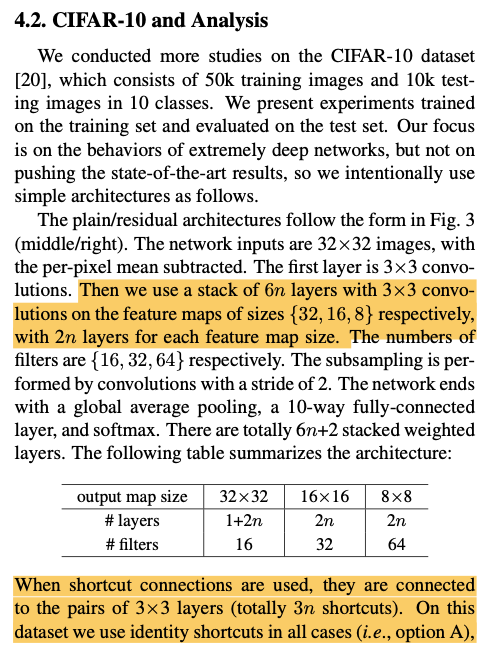 4.2. CIFAR-10 and Analysis
We conducted more studies on the CIFAR-10 dataset
[20], which consists of 50k training images and 10k test-
ing images in 10 classes. We present experiments trained
on the training set and evaluated on the test set. Our focus
is on the behaviors of extremely deep networks, but not on
pushing the state-of-the-art results, so we intentionally use
simple architectures as follows.
The plain/residual architectures follow the form in Fig. 3
(middle/right). The network inputs are 32×32 images, with
the per-pixel mean subtracted. The first layer is 3×3 convo-
lutions. Then we use a stack of 6n layers with 3×3 convo-
lutions on the feature maps of sizes {32, 16, 8} respectively,
with 2n layers for each feature map size. The numbers of
filters are {16, 32, 64} respectively. The subsampling is per-
formed by convolutions with a stride of 2. The network ends
with a global average pooling, a 10-way fully-connected
layer, and softmax. There are totally 6n+2 stacked weighted
layers. The following table summarizes the architecture:
output map size 32×32 16×16 8×8
# layers 1+2n 2n 2n
# filters 16 32 64
When shortcut connections are used, they are connected
to the pairs of 3×3 layers (totally 3n shortcuts). On this
dataset we use identity shortcuts in all cases (i.e., option A),